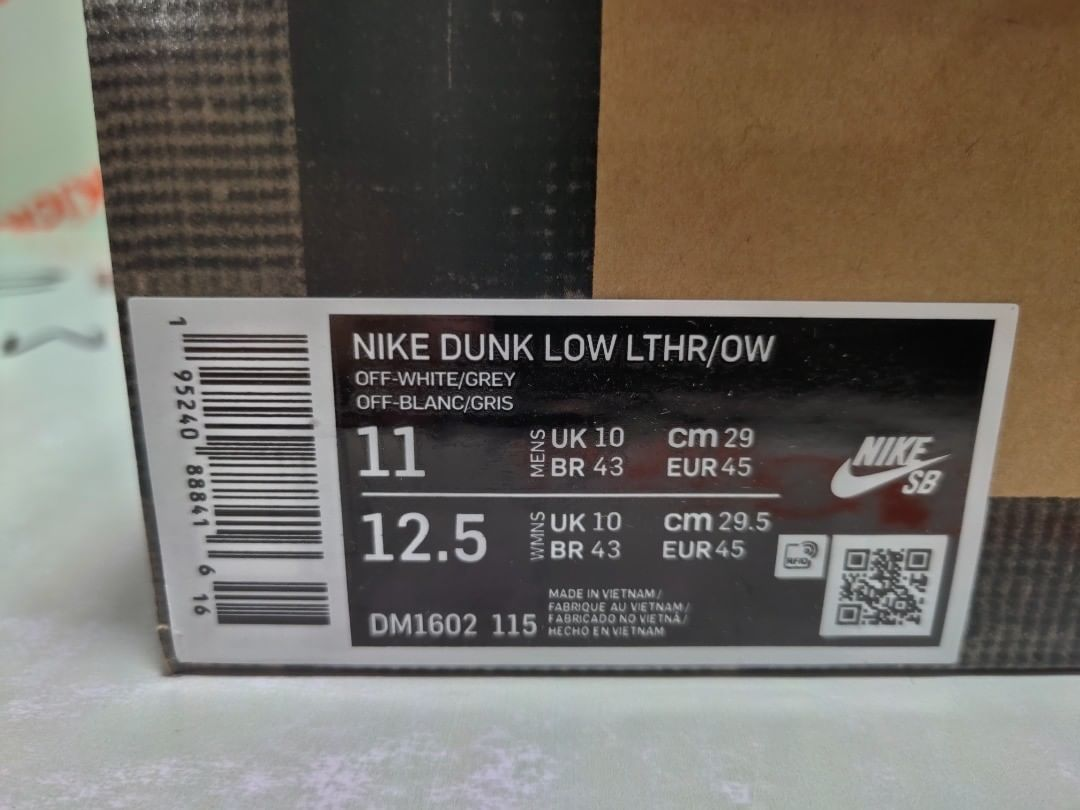 NIKE DUNK LOW LTHR/OW
OFF-WHITE/GREY
OFF-BLANC/GRIS
11
MENS
UK 10
cm 29
BR 43
EUR 45
12.5
WMNS
UK 10
cm 29.5
BR 43
EUR 45
NIKE
SB
RFID
DM1602 115
MADE IN VIETNAM /
FABRIQUE AU VIETNAM /
FABRICADO NO VIETNÃ /
HECHO EN VIETNAM
1 95240 88841 6 16